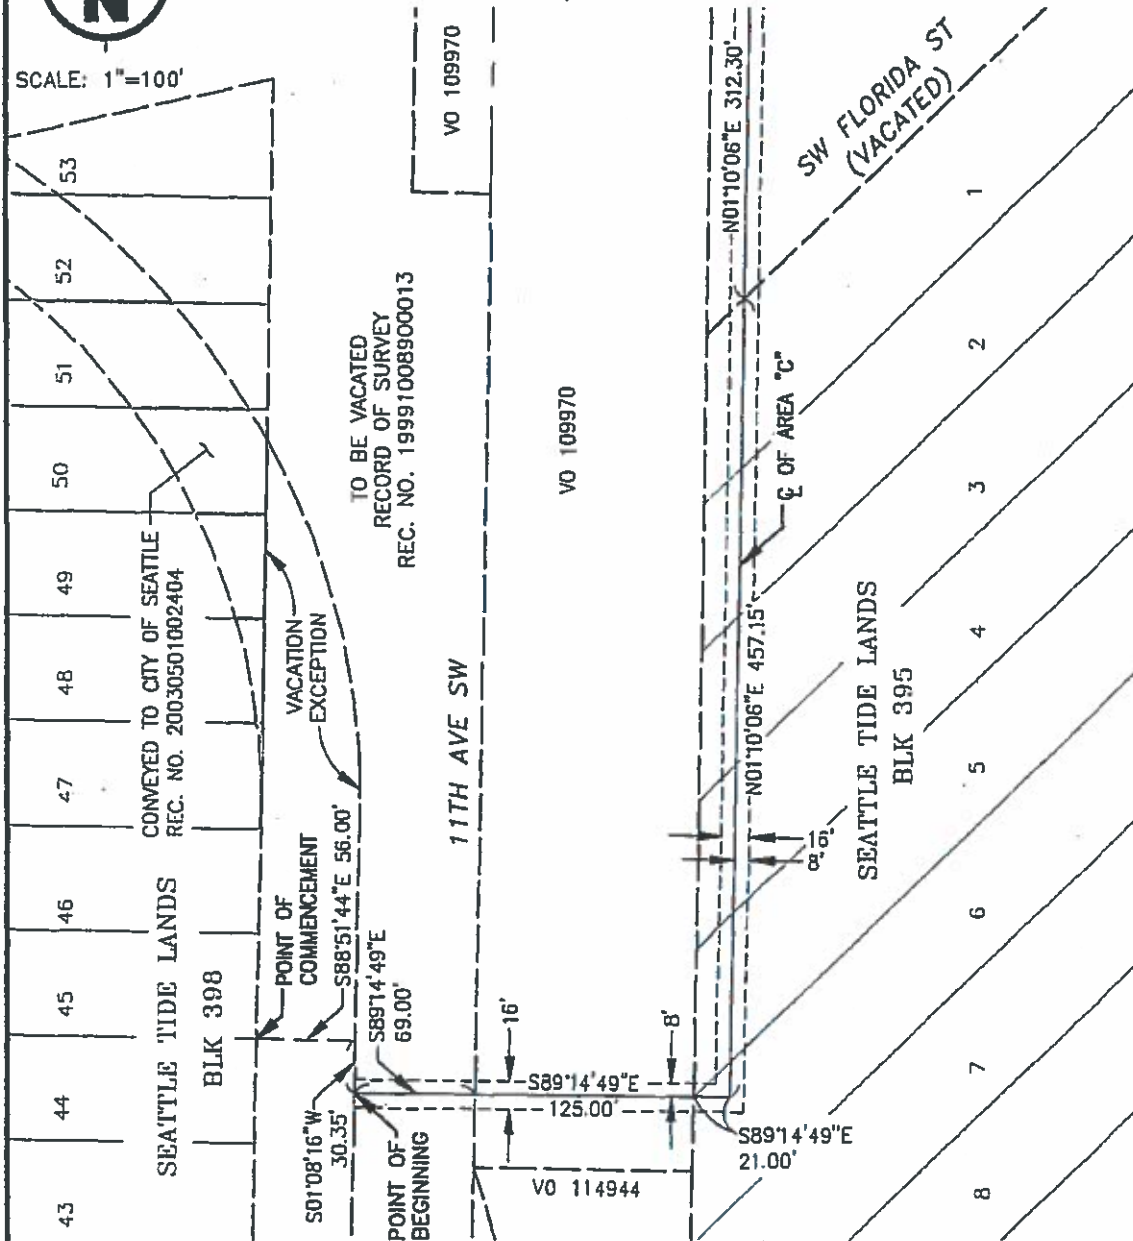 N
SCALE: 1"=100'
53
52
51
50
49
48
47
46
45
44
43
CONVEYED TO CITY OF SEATTLE
REC. NO. 20030501002404
SEATTLE TIDE LANDS
BLK 398
VACATION
EXCEPTION
POINT OF
COMMENCEMENT
S88°51'44"E 56.00'
S89°14'49"E
69.00'
S01°08'16"W
30.35'
POINT OF
BEGINNING
VO 109970
TO BE VACATED
RECORD OF SURVEY
REC. NO. 19991008900013
11TH AVE SW
VO 109970
16'
8'
S89°14'49"E
125.00'
VO 114944
S89°14'49"E
21.00'
N01°10'06"E 312.30'
SW FLORIDA ST
(VACATED)
℄ OF AREA "C"
N01°10'06"E 457.15'
16'
8'
SEATTLE TIDE LANDS
BLK 395
1
2
3
4
5
6
7
8